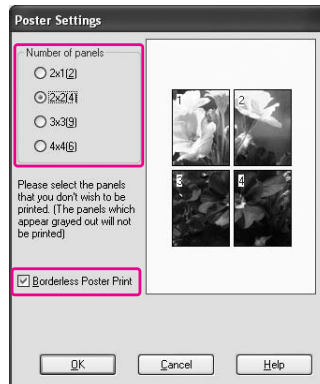 Poster Settings
Number of panels
2x1(2)
2x2(4)
3x3(9)
4x4(6)
Please select the panels
that you don't wish to be
printed. (The panels which
appear grayed out will not
be printed)
Borderless Poster Print
1 2
3 4
OK Cancel Help